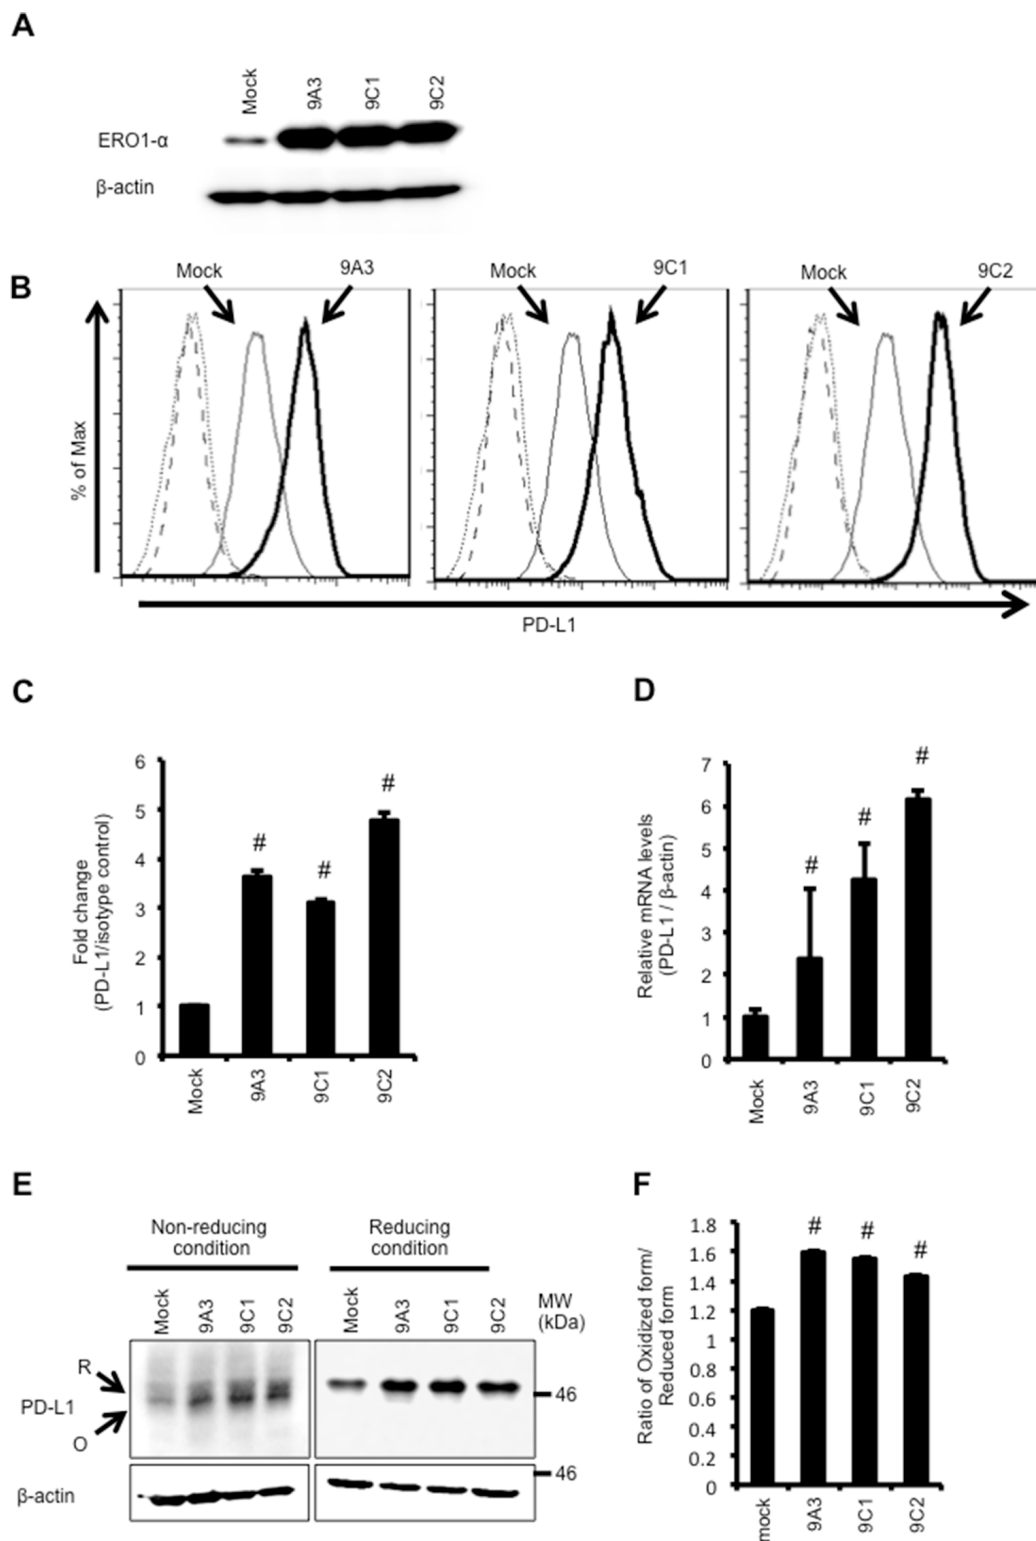 A
Mock 9A3 9C1 9C2
ERO1-α
β-actin
B
Mock 9A3 Mock 9C1 Mock 9C2
% of Max
PD-L1
C
6
5
4
3
2
1
0
Fold change
(PD-L1/isotype control)
# # #
Mock 9A3 9C1 9C2
D
7
6
5
4
3
2
1
0
Relative mRNA levels
(PD-L1 / β-actin)
# # #
Mock 9A3 9C1 9C2
E
Non-reducing
condition
Reducing
condition
Mock 9A3 9C1 9C2 Mock 9A3 9C1 9C2
MW
(kDa)
R
PD-L1
O
46
46
β-actin
F
1.8
1.6
1.4
1.2
1
0.8
0.6
0.4
0.2
0
Ratio of Oxidized form/
Reduced form
# # #
mock 9A3 9C1 9C2